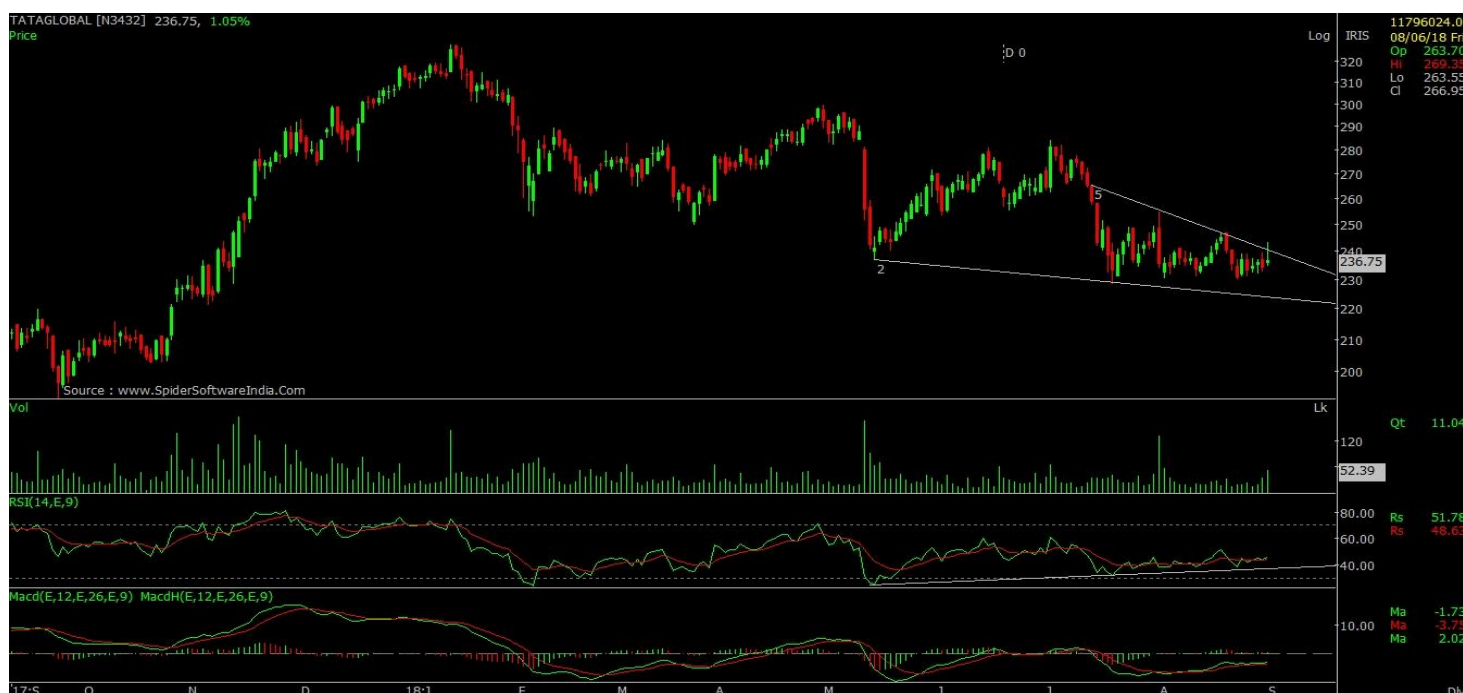 TATAGLOBAL [N3432] 236.75, 1.05%
11796024.0
Price
Log
IRIS
08/06/18 Fri
D 0
Op 263.70
Hi 269.35
Lo 263.55
Cl 266.95
320
310
300
290
280
270
260
250
240
236.75
230
220
210
200
5
2
Source : www.SpiderSoftwareIndia.Com
Vol
Lk
Qt 11.04
120
52.39
RSI(14,E,9)
80.00
60.00
40.00
Rs 51.78
Rs 48.63
Macd(E,12,E,26,E,9) MacdH(E,12,E,26,E,9)
10.00
Ma -1.73
Ma -3.75
Ma 2.02
'17:S O N D 18:1 F M A M J J A S